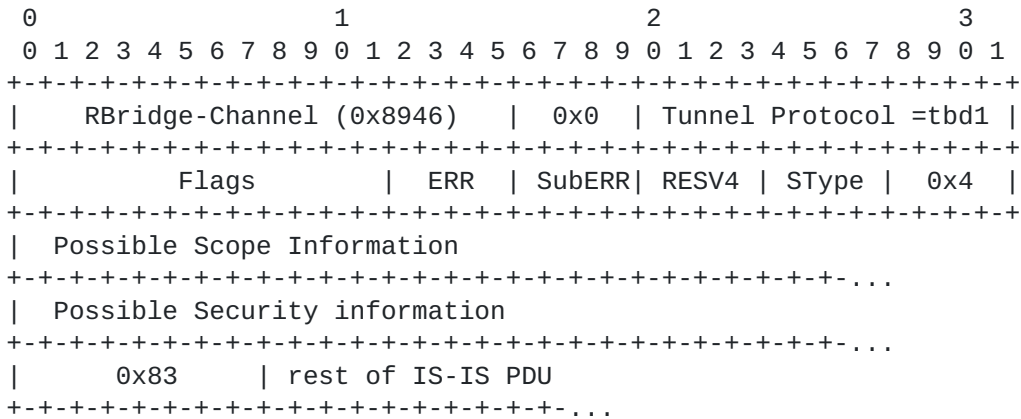 0                   1                   2                   3
 0 1 2 3 4 5 6 7 8 9 0 1 2 3 4 5 6 7 8 9 0 1 2 3 4 5 6 7 8 9 0 1
+-+-+-+-+-+-+-+-+-+-+-+-+-+-+-+-+-+-+-+-+-+-+-+-+-+-+-+-+-+-+-+-+
|    RBridge-Channel (0x8946)   |  0x0  | Tunnel Protocol =tbd1 |
+-+-+-+-+-+-+-+-+-+-+-+-+-+-+-+-+-+-+-+-+-+-+-+-+-+-+-+-+-+-+-+-+
|          Flags        |  ERR  | SubERR| RESV4 | SType |  0x4  |
+-+-+-+-+-+-+-+-+-+-+-+-+-+-+-+-+-+-+-+-+-+-+-+-+-+-+-+-+-+-+-+-+
|  Possible Scope Information
+-+-+-+-+-+-+-+-+-+-+-+-+-+-+-+-+-+-+-+-+-+-+-+-+-+-+-...
|  Possible Security information
+-+-+-+-+-+-+-+-+-+-+-+-+-+-+-+-+-+-+-+-+-+-+-+-+-+-+-...
|      0x83     | rest of IS-IS PDU
+-+-+-+-+-+-+-+-+-+-+-+-+-+-+-+-+-+-...